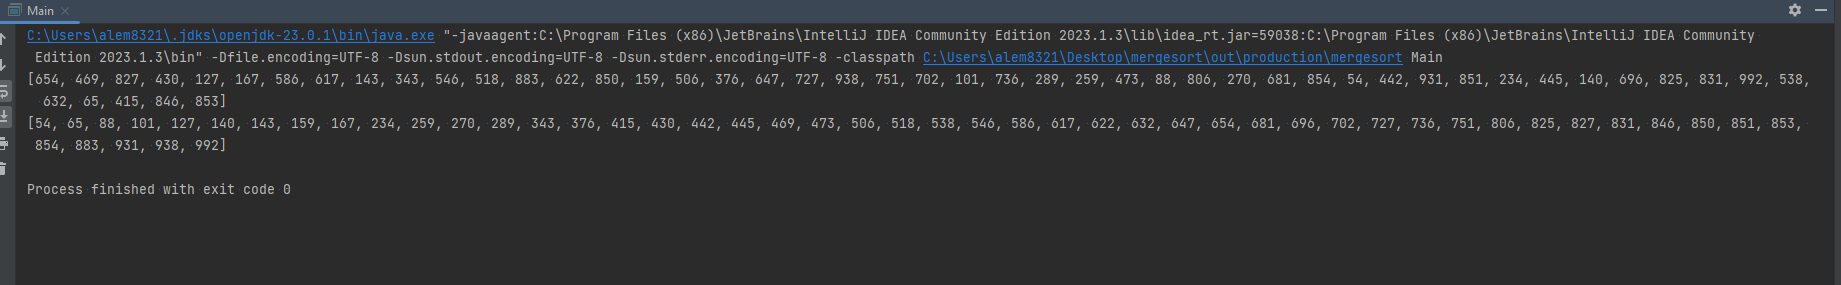 Main
C:\Users\alem8321\.jdks\openjdk-23.0.1\bin\java.exe "-javaagent:C:\Program Files (x86)\JetBrains\IntelliJ IDEA Community Edition 2023.1.3\lib\idea_rt.jar=59038:C:\Program Files (x86)\JetBrains\IntelliJ IDEA Community
Edition 2023.1.3\bin" -Dfile.encoding=UTF-8 -Dsun.stdout.encoding=UTF-8 -Dsun.stderr.encoding=UTF-8 -classpath C:\Users\alem8321\Desktop\mergesort\out\production\mergesort Main
[654, 469, 827, 430, 127, 167, 586, 617, 143, 343, 546, 518, 883, 622, 850, 159, 506, 376, 647, 727, 938, 751, 702, 101, 736, 289, 259, 473, 88, 806, 270, 681, 854, 54, 442, 931, 851, 234, 445, 140, 696, 825, 831, 992, 538,
632, 65, 415, 846, 853]
[54, 65, 88, 101, 127, 140, 143, 159, 167, 234, 259, 270, 289, 343, 376, 415, 430, 442, 445, 469, 473, 506, 518, 538, 546, 586, 617, 622, 632, 647, 654, 681, 696, 702, 727, 736, 751, 806, 825, 827, 831, 846, 850, 851, 853,
854, 883, 931, 938, 992]
Process finished with exit code 0